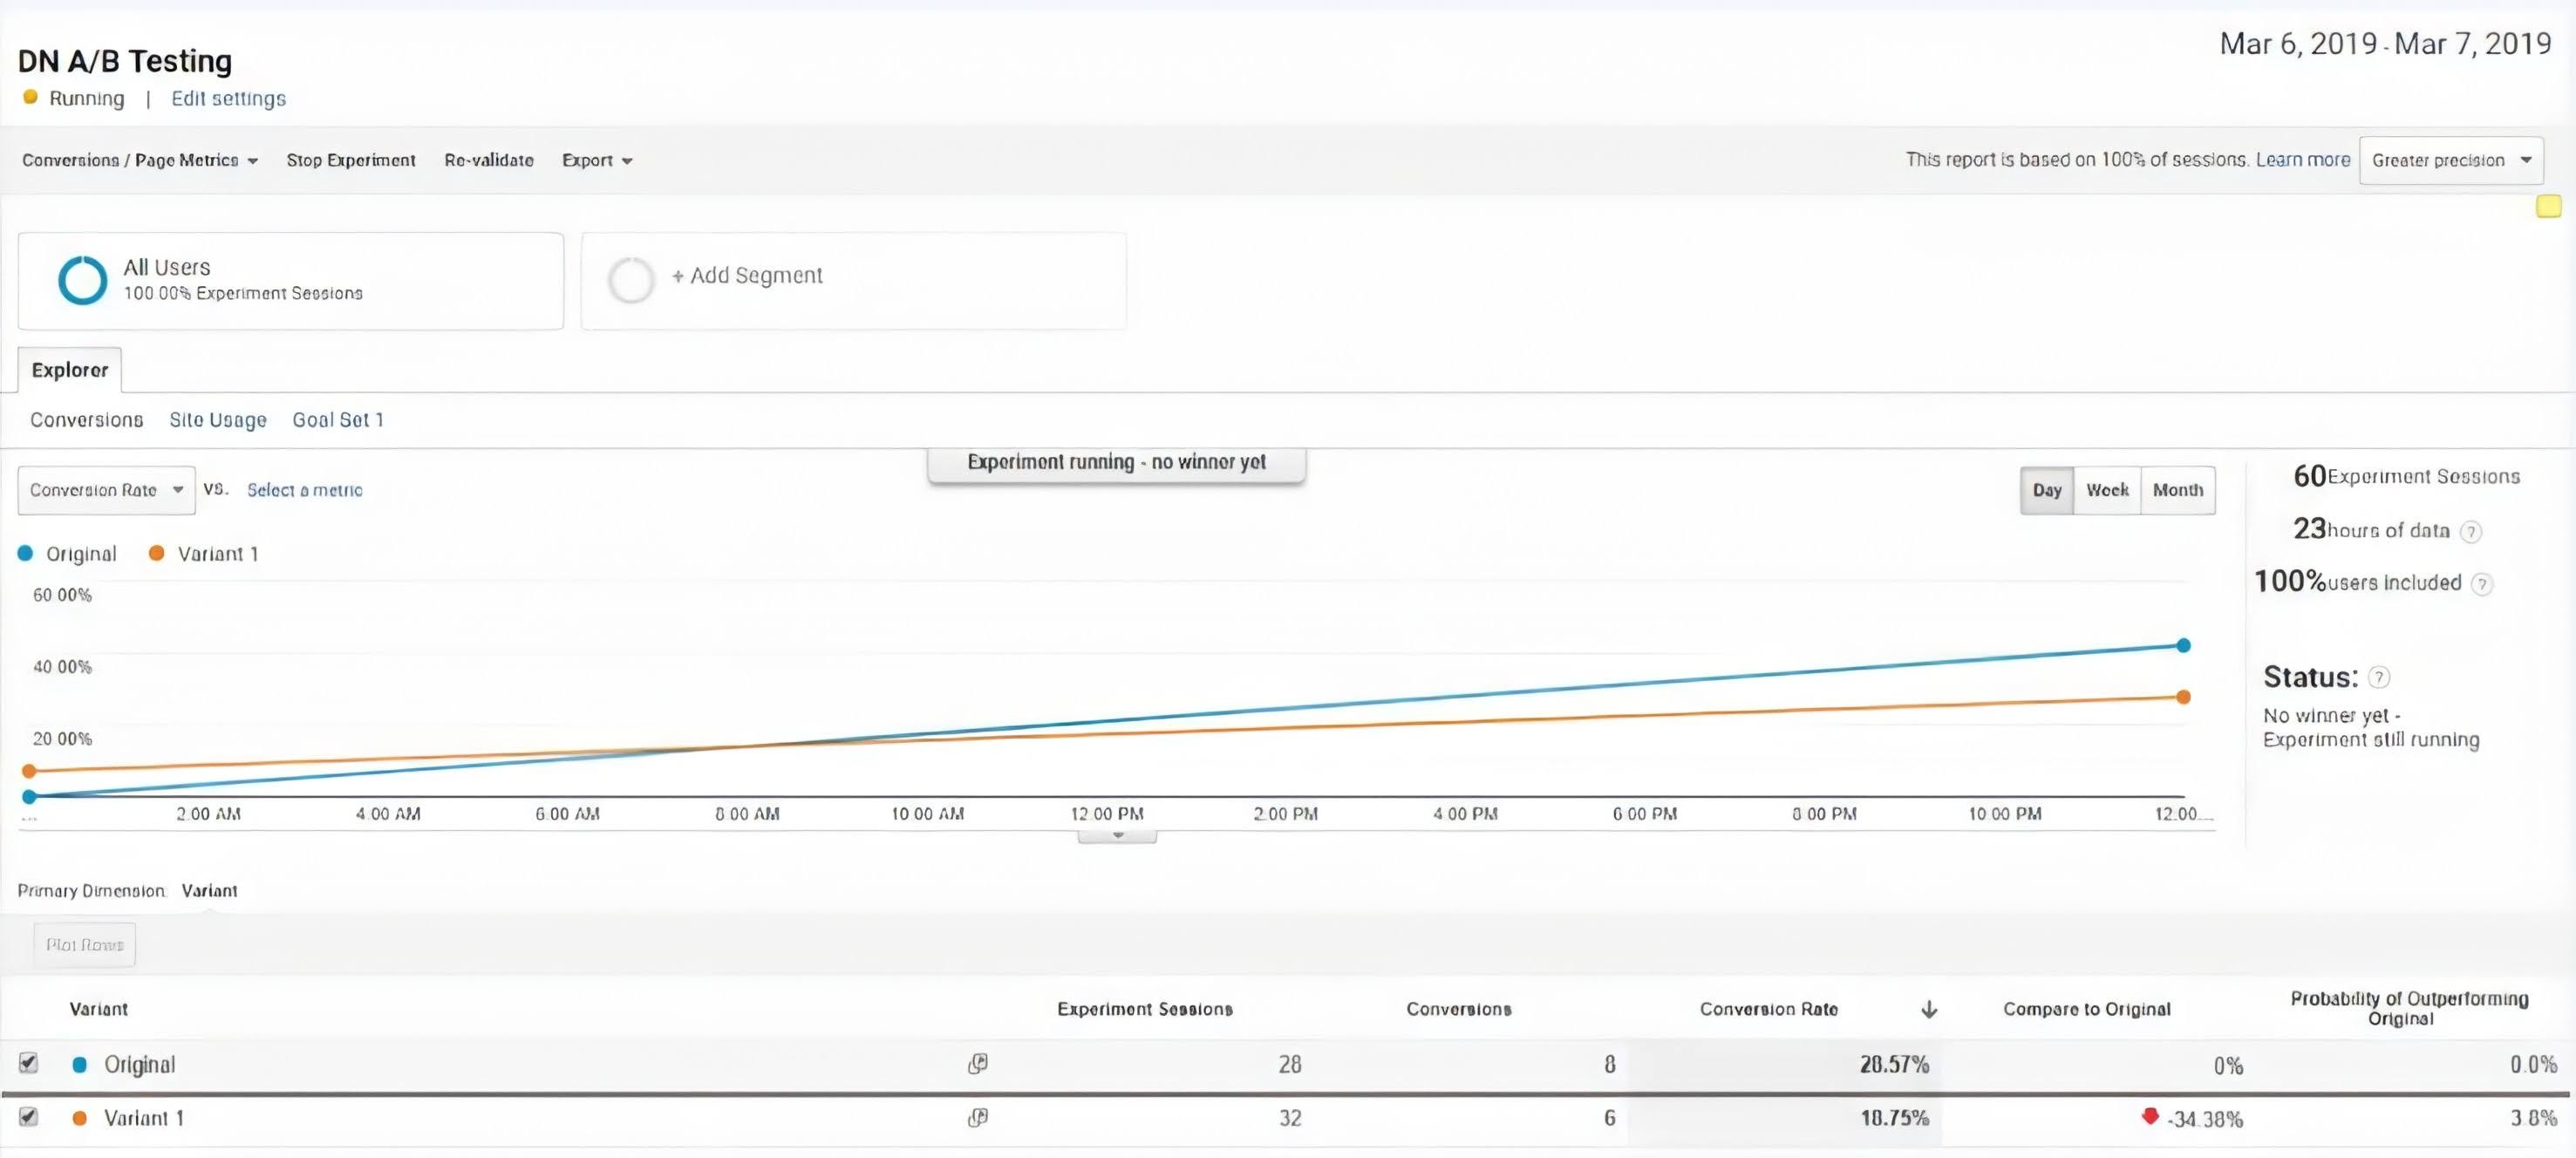 DN A/B Testing
Mar 6, 2019 - Mar 7, 2019
Running | Edit settings
Conversions / Page Metrics Stop Experiment Re-validate Export
This report is based on 100% of sessions. Learn more Greater precision
All Users
100.00% Experiment Sessions
+ Add Segment
Explorer
Conversions Site Usage Goal Set 1
Experiment running - no winner yet
Conversion Rate VS. Select a metric
Day Week Month
60 Experiment Sessions
23 hours of data ?
100% users included ?
Status: ?
No winner yet -
Experiment still running
Original Variant 1
60.00%
40.00%
20.00%
... 2:00 AM 4:00 AM 6:00 AM 8:00 AM 10:00 AM 12:00 PM 2:00 PM 4:00 PM 6:00 PM 8:00 PM 10:00 PM 12:00...
Primary Dimension: Variant
Plot Rows
Variant Experiment Sessions Conversions Conversion Rate Compare to Original Probability of Outperforming Original
Original 28 8 28.57% 0% 0.0%
Variant 1 32 6 18.75% -34.38% 3.8%